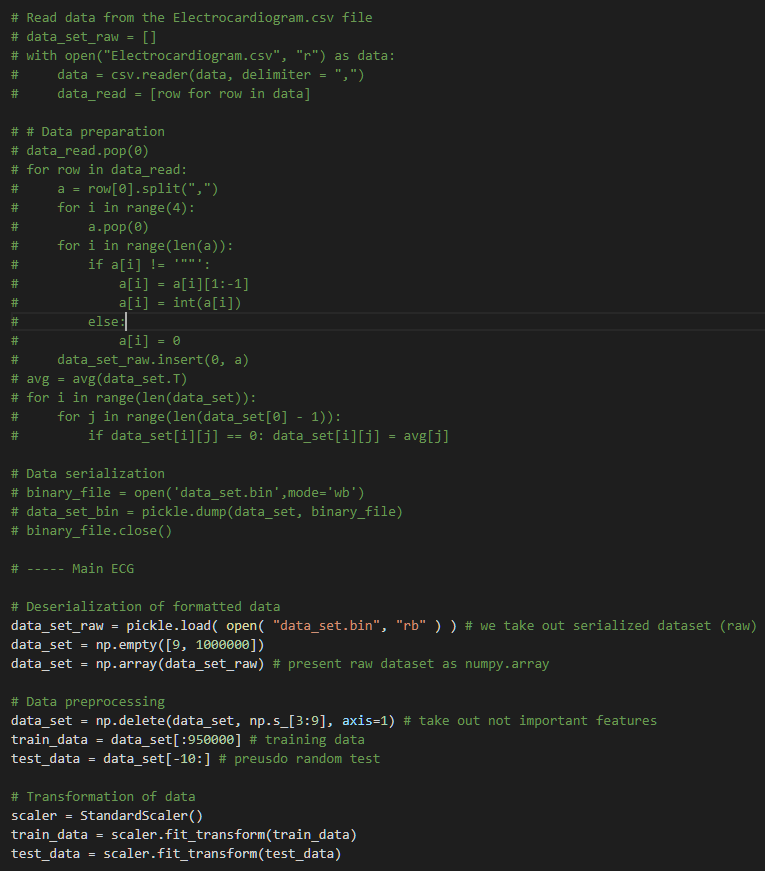 # Read data from the Electrocardiogram.csv file
# data_set_raw = []
# with open("Electrocardiogram.csv", "r") as data:
#     data = csv.reader(data, delimiter = ",")
#     data_read = [row for row in data]

# # Data preparation
# data_read.pop(0)
# for row in data_read:
#     a = row[0].split(",")
#     for i in range(4):
#         a.pop(0)
#     for i in range(len(a)):
#         if a[i] != '""':
#             a[i] = a[i][1:-1]
#             a[i] = int(a[i])
#         else:
#             a[i] = 0
#     data_set_raw.insert(0, a)
# avg = avg(data_set.T)
# for i in range(len(data_set)):
#     for j in range(len(data_set[0] - 1)):
#         if data_set[i][j] == 0: data_set[i][j] = avg[j]

# Data serialization
# binary_file = open('data_set.bin',mode='wb')
# data_set_bin = pickle.dump(data_set, binary_file)
# binary_file.close()

# ----- Main ECG

# Deserialization of formatted data
data_set_raw = pickle.load( open( "data_set.bin", "rb" ) ) # we take out serialized dataset (raw)
data_set = np.empty([9, 1000000])
data_set = np.array(data_set_raw) # present raw dataset as numpy.array

# Data preprocessing
data_set = np.delete(data_set, np.s_[3:9], axis=1) # take out not important features
train_data = data_set[:950000] # training data
test_data = data_set[-10:] # preusdo random test

# Transformation of data
scaler = StandardScaler()
train_data = scaler.fit_transform(train_data)
test_data = scaler.fit_transform(test_data)